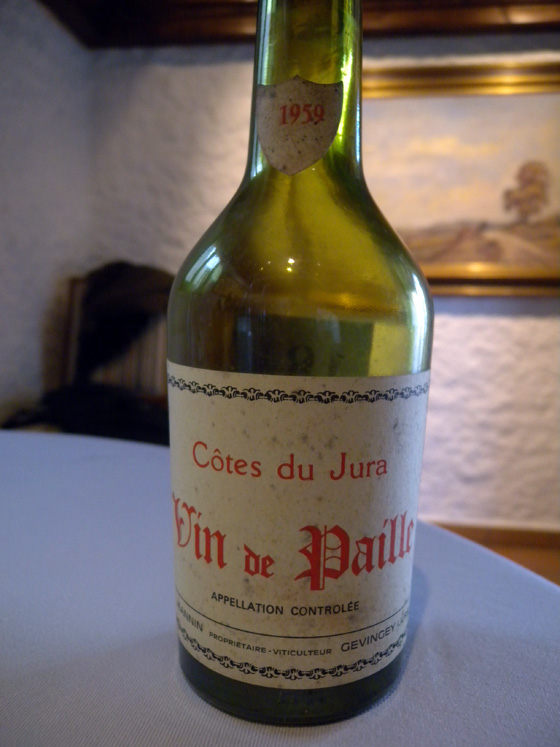 1959
Côtes du Jura
Vin de Paille
APPELLATION CONTROLÉE
PROPRIÉTAIRE - VITICULTEUR GEVINGEY